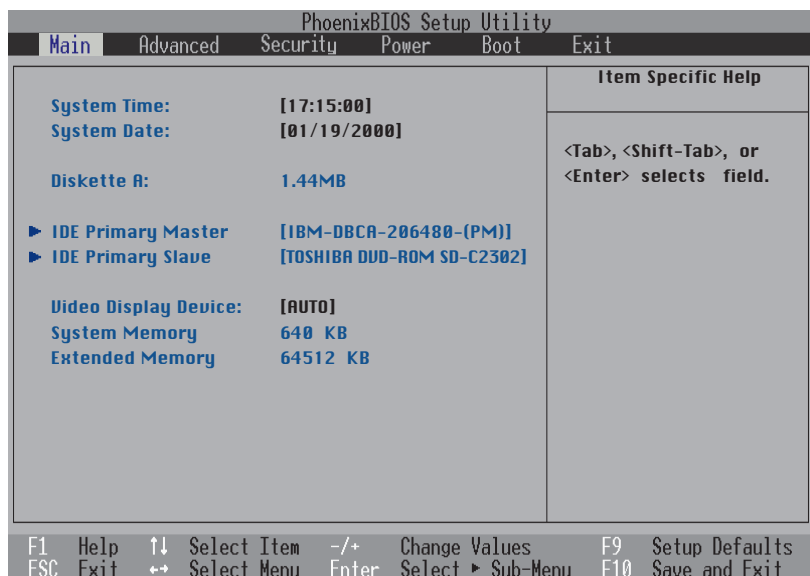 PhoenixBIOS Setup Utility
Main Advanced Security Power Boot Exit
Item Specific Help
System Time: [17:15:00]
System Date: [01/19/2000]
<Tab>, <Shift-Tab>, or
<Enter> selects field.
Diskette A: 1.44MB
▶ IDE Primary Master [IBM-DBCA-206480-(PM)]
▶ IDE Primary Slave [TOSHIBA DVD-ROM SD-C2302]
Video Display Device: [AUTO]
System Memory 640 KB
Extended Memory 64512 KB
F1 Help ↑↓ Select Item -/+ Change Values F9 Setup Defaults
ESC Exit ←→ Select Menu Enter Select ▶ Sub-Menu F10 Save and Exit